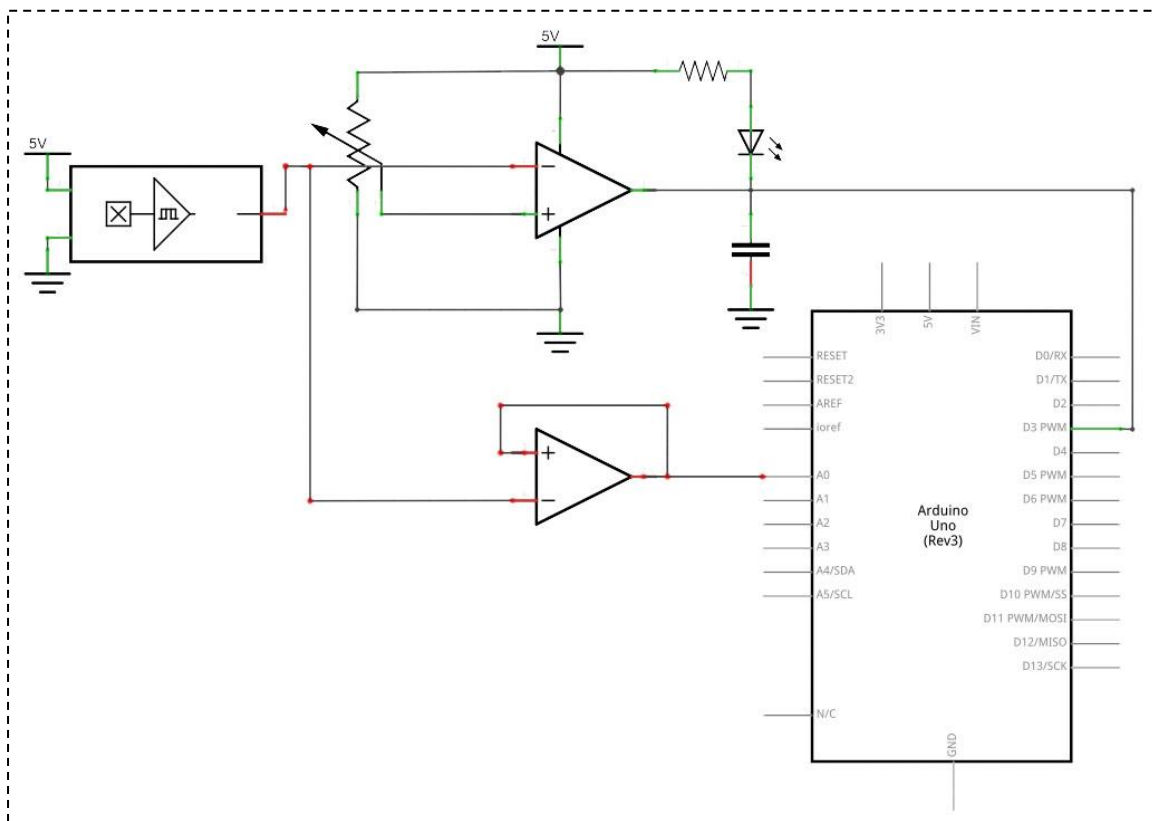 5V
5V
−
+
+
−
3V3
5V
VIN
RESET
RESET2
AREF
ioref
A0
A1
A2
A3
A4/SDA
A5/SCL
N/C
D0/RX
D1/TX
D2
D3 PWM
D4
D5 PWM
D6 PWM
D7
D8
D9 PWM
D10 PWM/SS
D11 PWM/MOSI
D12/MISO
D13/SCK
Arduino
Uno
(Rev3)
GND